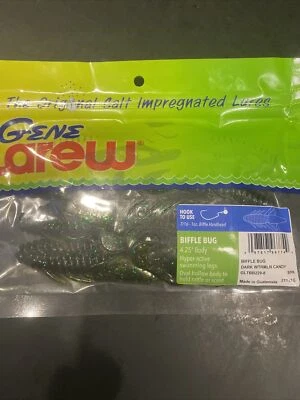 The Original Salt Impregnated Lures
GENE
Larew
HOOK
TO USE
BIFFLE BUG
4.25" Body
Hyper-active
swimming legs
Oval hollow body to
hold rattle or scent
BIFFLE BUG
DARK WTRMLN CANDY
Made in Guatemala